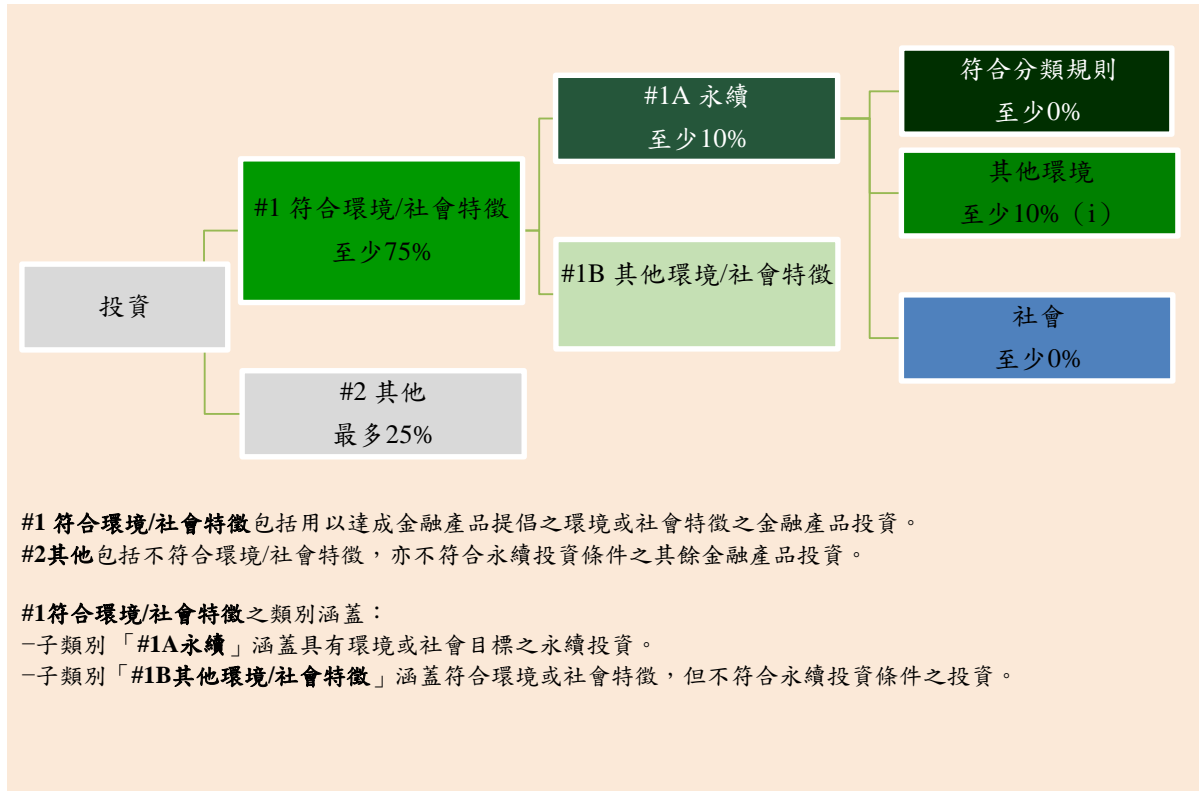 投資
#1 符合環境/社會特徵
至少75%
#2 其他
最多25%
#1A 永續
至少10%
#1B 其他環境/社會特徵
符合分類規則
至少0%
其他環境
至少10%（i）
社會
至少0%
#1 符合環境/社會特徵包括用以達成金融產品提倡之環境或社會特徵之金融產品投資。
#2其他包括不符合環境/社會特徵，亦不符合永續投資條件之其餘金融產品投資。
#1符合環境/社會特徵之類別涵蓋：
−子類別「#1A永續」涵蓋具有環境或社會目標之永續投資。
−子類別「#1B其他環境/社會特徵」涵蓋符合環境或社會特徵，但不符合永續投資條件之投資。